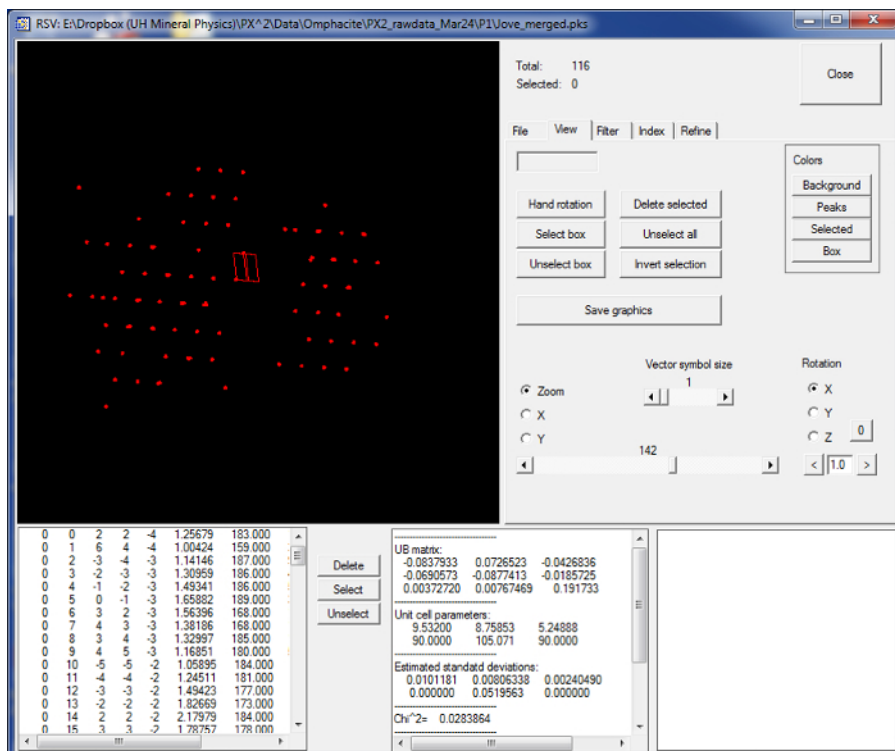 RSV: E:\Dropbox (UH Mineral Physics)\PX^2\Data\Omphacite\PX2_rawdata_Mar24\P1\Jove_merged.pks
Total: 116
Selected: 0
Close
File View Filter Index Refine
Colors
Background
Peaks
Selected
Box
Hand rotation Delete selected
Select box Unselect all
Unselect box Invert selection
Save graphics
Vector symbol size
1
Rotation
Zoom
X
Y
142
X
Y
Z 0
< 1.0 >
0 0 2 2 -4 1.25679 183.000
0 1 6 4 -4 1.00424 159.000
0 2 -3 -4 -3 1.14146 187.000
0 3 -2 -3 -3 1.30959 186.000
0 4 -1 -2 -3 1.49341 186.000
0 5 0 -1 -3 1.65882 189.000
0 6 3 2 -3 1.56396 168.000
0 7 4 3 -3 1.38186 168.000
0 8 3 4 -3 1.32997 185.000
0 9 4 5 -3 1.16851 180.000
0 10 -5 -5 -2 1.05895 184.000
0 11 -4 -4 -2 1.24511 181.000
0 12 -3 -3 -2 1.49423 177.000
0 13 -2 -2 -2 1.82669 173.000
0 14 2 2 -2 2.17979 184.000
0 15 3 3 -2 1.78757 178.000
Delete
Select
Unselect
UB matrix:
-0.0837933 0.0726523 -0.0426836
-0.0690573 -0.0877413 -0.0185725
0.00372720 0.00767469 0.191733
Unit cell parameters:
9.53200 8.75853 5.24888
90.0000 105.071 90.0000
Estimated standatd deviations:
0.0101181 0.00806338 0.00240490
0.000000 0.0519563 0.000000
Chi^2= 0.0283864